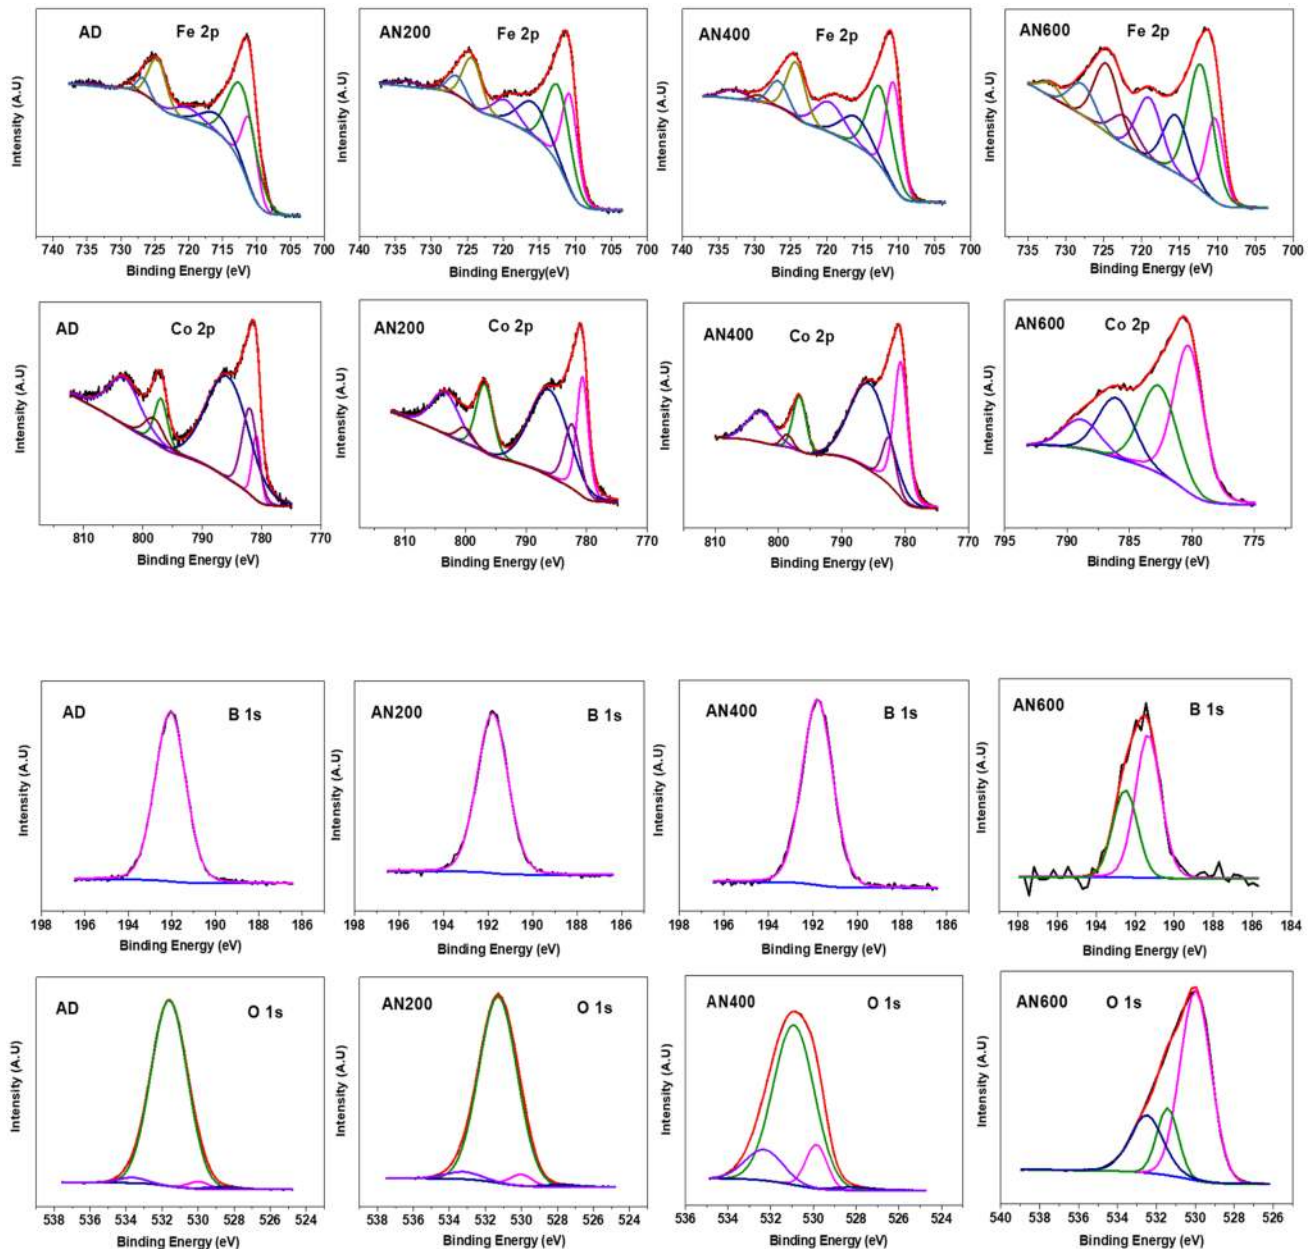 AD Fe 2p
Intensity (A.U)
740 735 730 725 720 715 710 705 700
Binding Energy (eV)
AN200 Fe 2p
Intensity (A.U)
740 735 730 725 720 715 710 705 700
Binding Energy(eV)
AN400 Fe 2p
Intensity (A.U)
740 735 730 725 720 715 710 705 700
Binding Energy (eV)
AN600 Fe 2p
Intensity (A.U)
735 730 725 720 715 710 705 700
Binding Energy (eV)
AD Co 2p
Intensity (A.U)
810 800 790 780 770
Binding Energy (eV)
AN200 Co 2p
Intensity (A.U)
810 800 790 780 770
Binding Energy (eV)
AN400 Co 2p
Intensity (A.U)
810 800 790 780 770
Binding Energy (eV)
AN600 Co 2p
Intensity (A.U)
795 790 785 780 775
Binding Energy (eV)
AD B 1s
Intensity (A.U)
198 196 194 192 190 188 186 184
Binding Energy (eV)
AN200 B 1s
Intensity (A.U)
198 196 194 192 190 188 186 184
Binding Energy (eV)
AN400 B 1s
Intensity (A.U)
198 196 194 192 190 188 186 184
Binding Energy (eV)
AN600 B 1s
Intensity (A.U)
198 196 194 192 190 188 186 184
Binding Energy (eV)
AD O 1s
Intensity (A.U)
538 536 534 532 530 528 526 524
Binding Energy (eV)
AN200 O 1s
Intensity (A.U)
538 536 534 532 530 528 526 524
Binding Energy (eV)
AN400 O 1s
Intensity (A.U)
536 534 532 530 528 526 524
Binding Energy (eV)
AN600 O 1s
Intensity (A.U)
540 538 536 534 532 530 528 526
Binding Energy (eV)